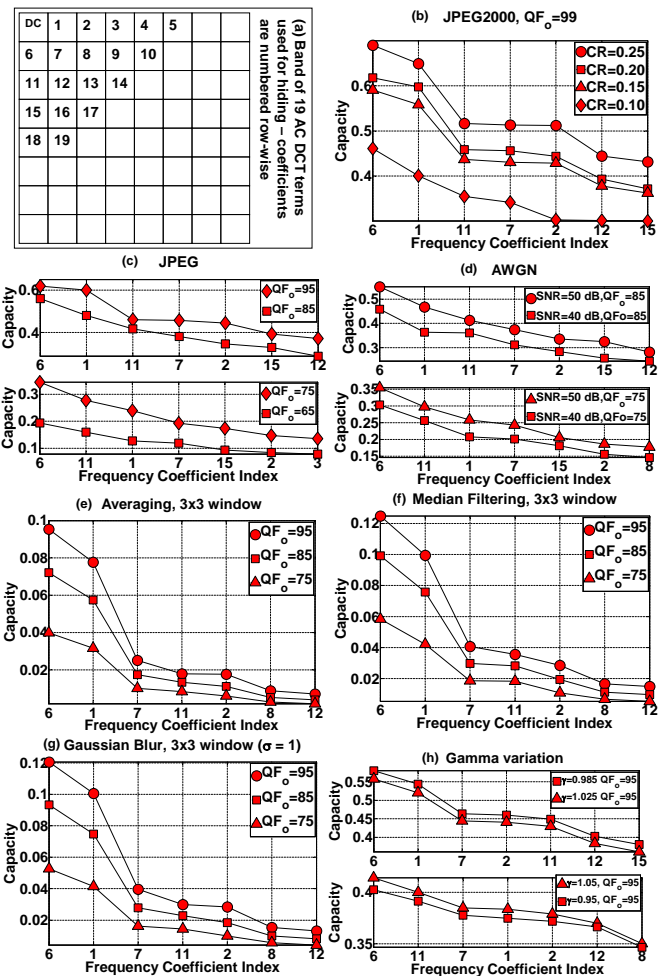 DC 1 2 3 4 5
6 7 8 9 10
11 12 13 14
15 16 17
18 19
(a) Band of 19 AC DCT terms
used for hiding – coefficients
are numbered row-wise
(b) JPEG2000, QFo=99
CR=0.25
CR=0.20
CR=0.15
CR=0.10
Capacity
0.6
0.5
0.4
6 1 11 7 2 12 15
Frequency Coefficient Index
(c) JPEG
QFo=95
QFo=85
Capacity
0.6
0.4
6 1 11 7 2 15 12
QFo=75
QFo=65
0.3
0.2
0.1
6 11 1 7 15 2 3
Frequency Coefficient Index
(d) AWGN
SNR=50 dB,QFo=85
SNR=40 dB,QFo=85
Capacity
0.5
0.4
0.3
6 1 11 7 2 15 12
SNR=50 dB,QFo=75
SNR=40 dB,QFo=75
Capacity
0.35
0.3
0.25
0.2
0.15
6 11 1 7 15 2 8
Frequency Coefficient Index
(e) Averaging, 3x3 window
QFo=95
QFo=85
QFo=75
Capacity
0.1
0.08
0.06
0.04
0.02
6 1 7 11 2 8 12
Frequency Coefficient Index
(f) Median Filtering, 3x3 window
QFo=95
QFo=85
QFo=75
Capacity
0.12
0.1
0.08
0.06
0.04
0.02
6 1 7 11 2 8 12
Frequency Coefficient Index
(g) Gaussian Blur, 3x3 window (σ = 1)
QFo=95
QFo=85
QFo=75
Capacity
0.12
0.1
0.08
0.06
0.04
0.02
6 1 7 11 2 8 12
Frequency Coefficient Index
(h) Gamma variation
γ=0.985 QFo=95
γ=1.025 QFo=95
Capacity
0.55
0.5
0.45
0.4
6 1 7 2 11 12 15
γ=1.05, QFo=95
γ=0.95, QFo=95
0.4
0.35
6 1 11 7 2 12 8
Frequency Coefficient Index